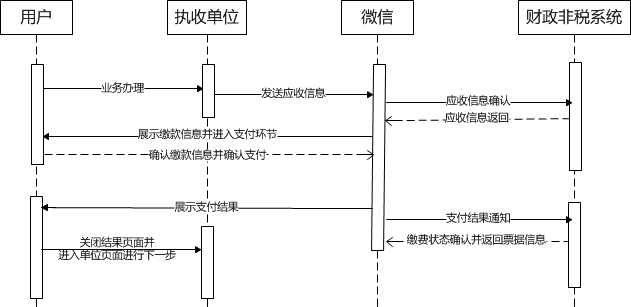 用户
执收单位
微信
财政非税系统
业务办理
发送应收信息
应收信息确认
应收信息返回
展示缴款信息并进入支付环节
确认缴款信息并确认支付
展示支付结果
支付结果通知
关闭结果页面并
进入单位页面进行下一步
缴费状态确认并返回票据信息